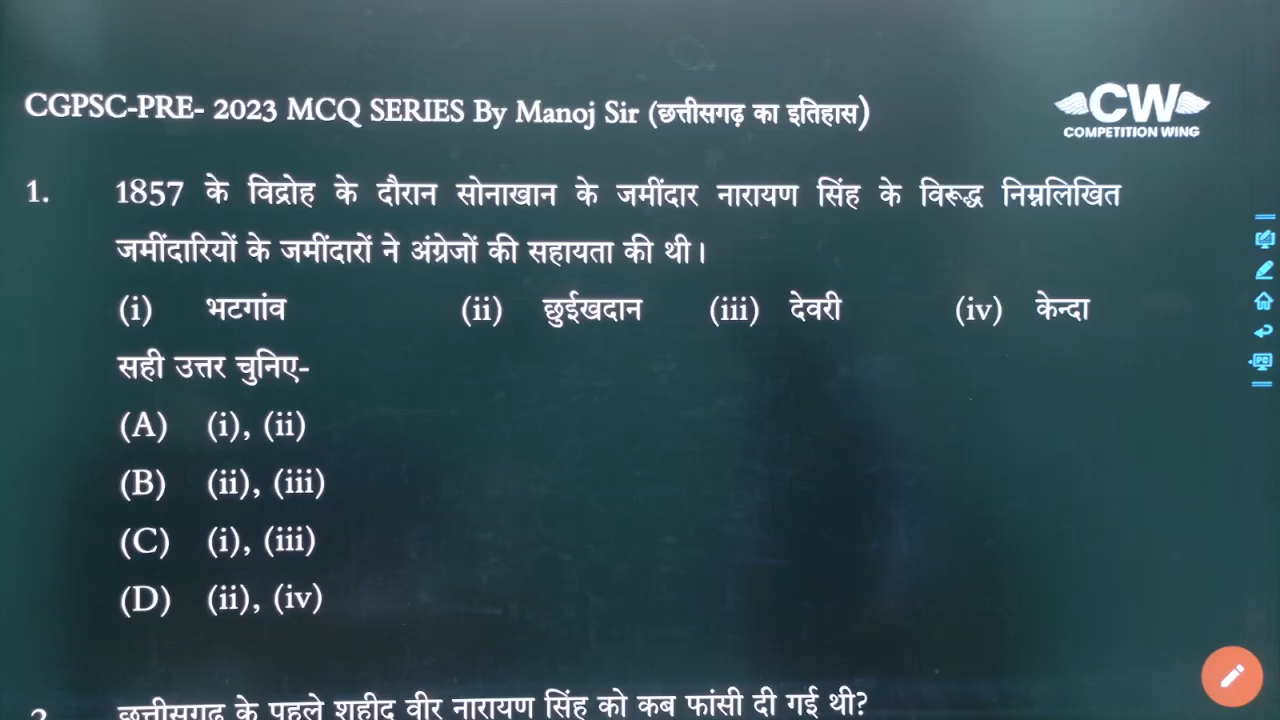 CGPSC-PRE- 2023 MCQ SERIES By Manoj Sir (छत्तीसगढ़ का इतिहास)
CW
COMPETITION WING
1. 1857 के विद्रोह के दौरान सोनाखान के जमींदार नारायण सिंह के विरूद्ध निम्नलिखित
जमींदारियों के जमींदारों ने अंग्रेजों की सहायता की थी।
(i) भटगांव (ii) छुईखदान (iii) देवरी (iv) केन्दा
सही उत्तर चुनिए-
(A) (i), (ii)
(B) (ii), (iii)
(C) (i), (iii)
(D) (ii), (iv)
2. छत्तीसगढ़ के पहले शहीद वीर नारायण सिंह को कब फांसी दी गई थी?
PC